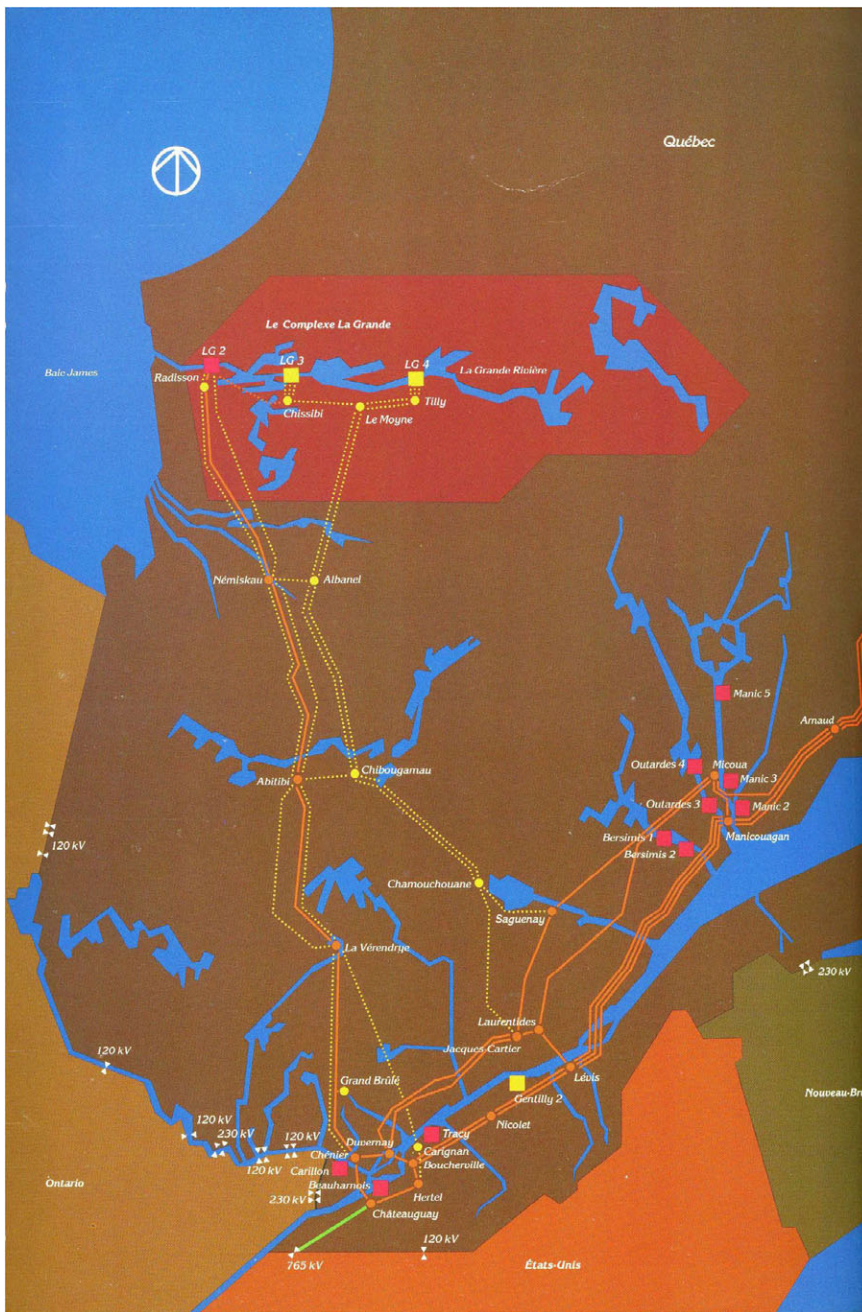 Québec
Le Complexe La Grande
LG 2
LG 3
LG 4
La Grande Rivière
Baie James
Radisson
Chissibi
Le Moyne
Tilly
Némiskau
Albanel
Manic 5
Arnaud
Outardes 4
Micoua
Manic 3
Abitibi
Chibougamau
Outardes 3
Manic 2
Manicouagan
Bersimis 1
Bersimis 2
120 kV
Chamouchouane
Saguenay
La Vérendrye
230 kV
Laurentides
Jacques-Cartier
120 kV
Lévis
Grand Brûlé
Gentilly 2
Nouveau-Br
Nicolet
120 kV
230 kV
120 kV
120 kV
Tracy
Duvernay
Carignan
Chénier
Boucherville
Carillon
Beauharnois
Ontario
Hertel
230 kV
Châteauguay
120 kV
765 kV
États-Unis